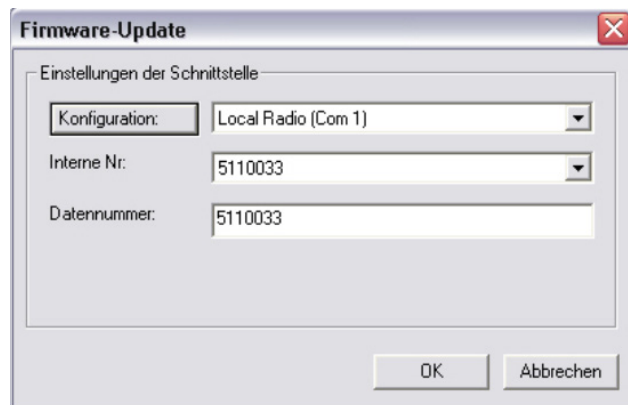 Firmware-Update
Einstellungen der Schnittstelle
Konfiguration: Local Radio (Com 1)
Interne Nr: 5110033
Datennummer: 5110033
OK Abbrechen